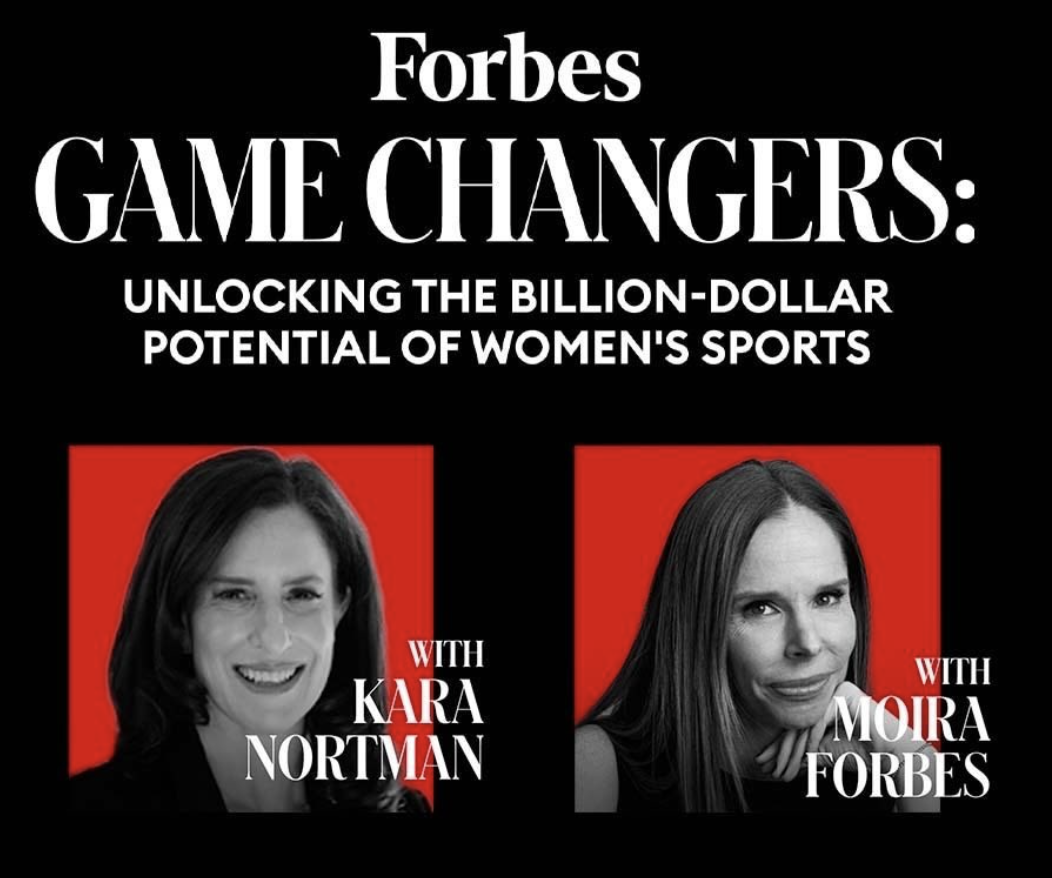 Forbes
GAME CHANGERS:
UNLOCKING THE BILLION-DOLLAR
POTENTIAL OF WOMEN'S SPORTS
WITH
KARA
NORTMAN
WITH
MOIRA
FORBES